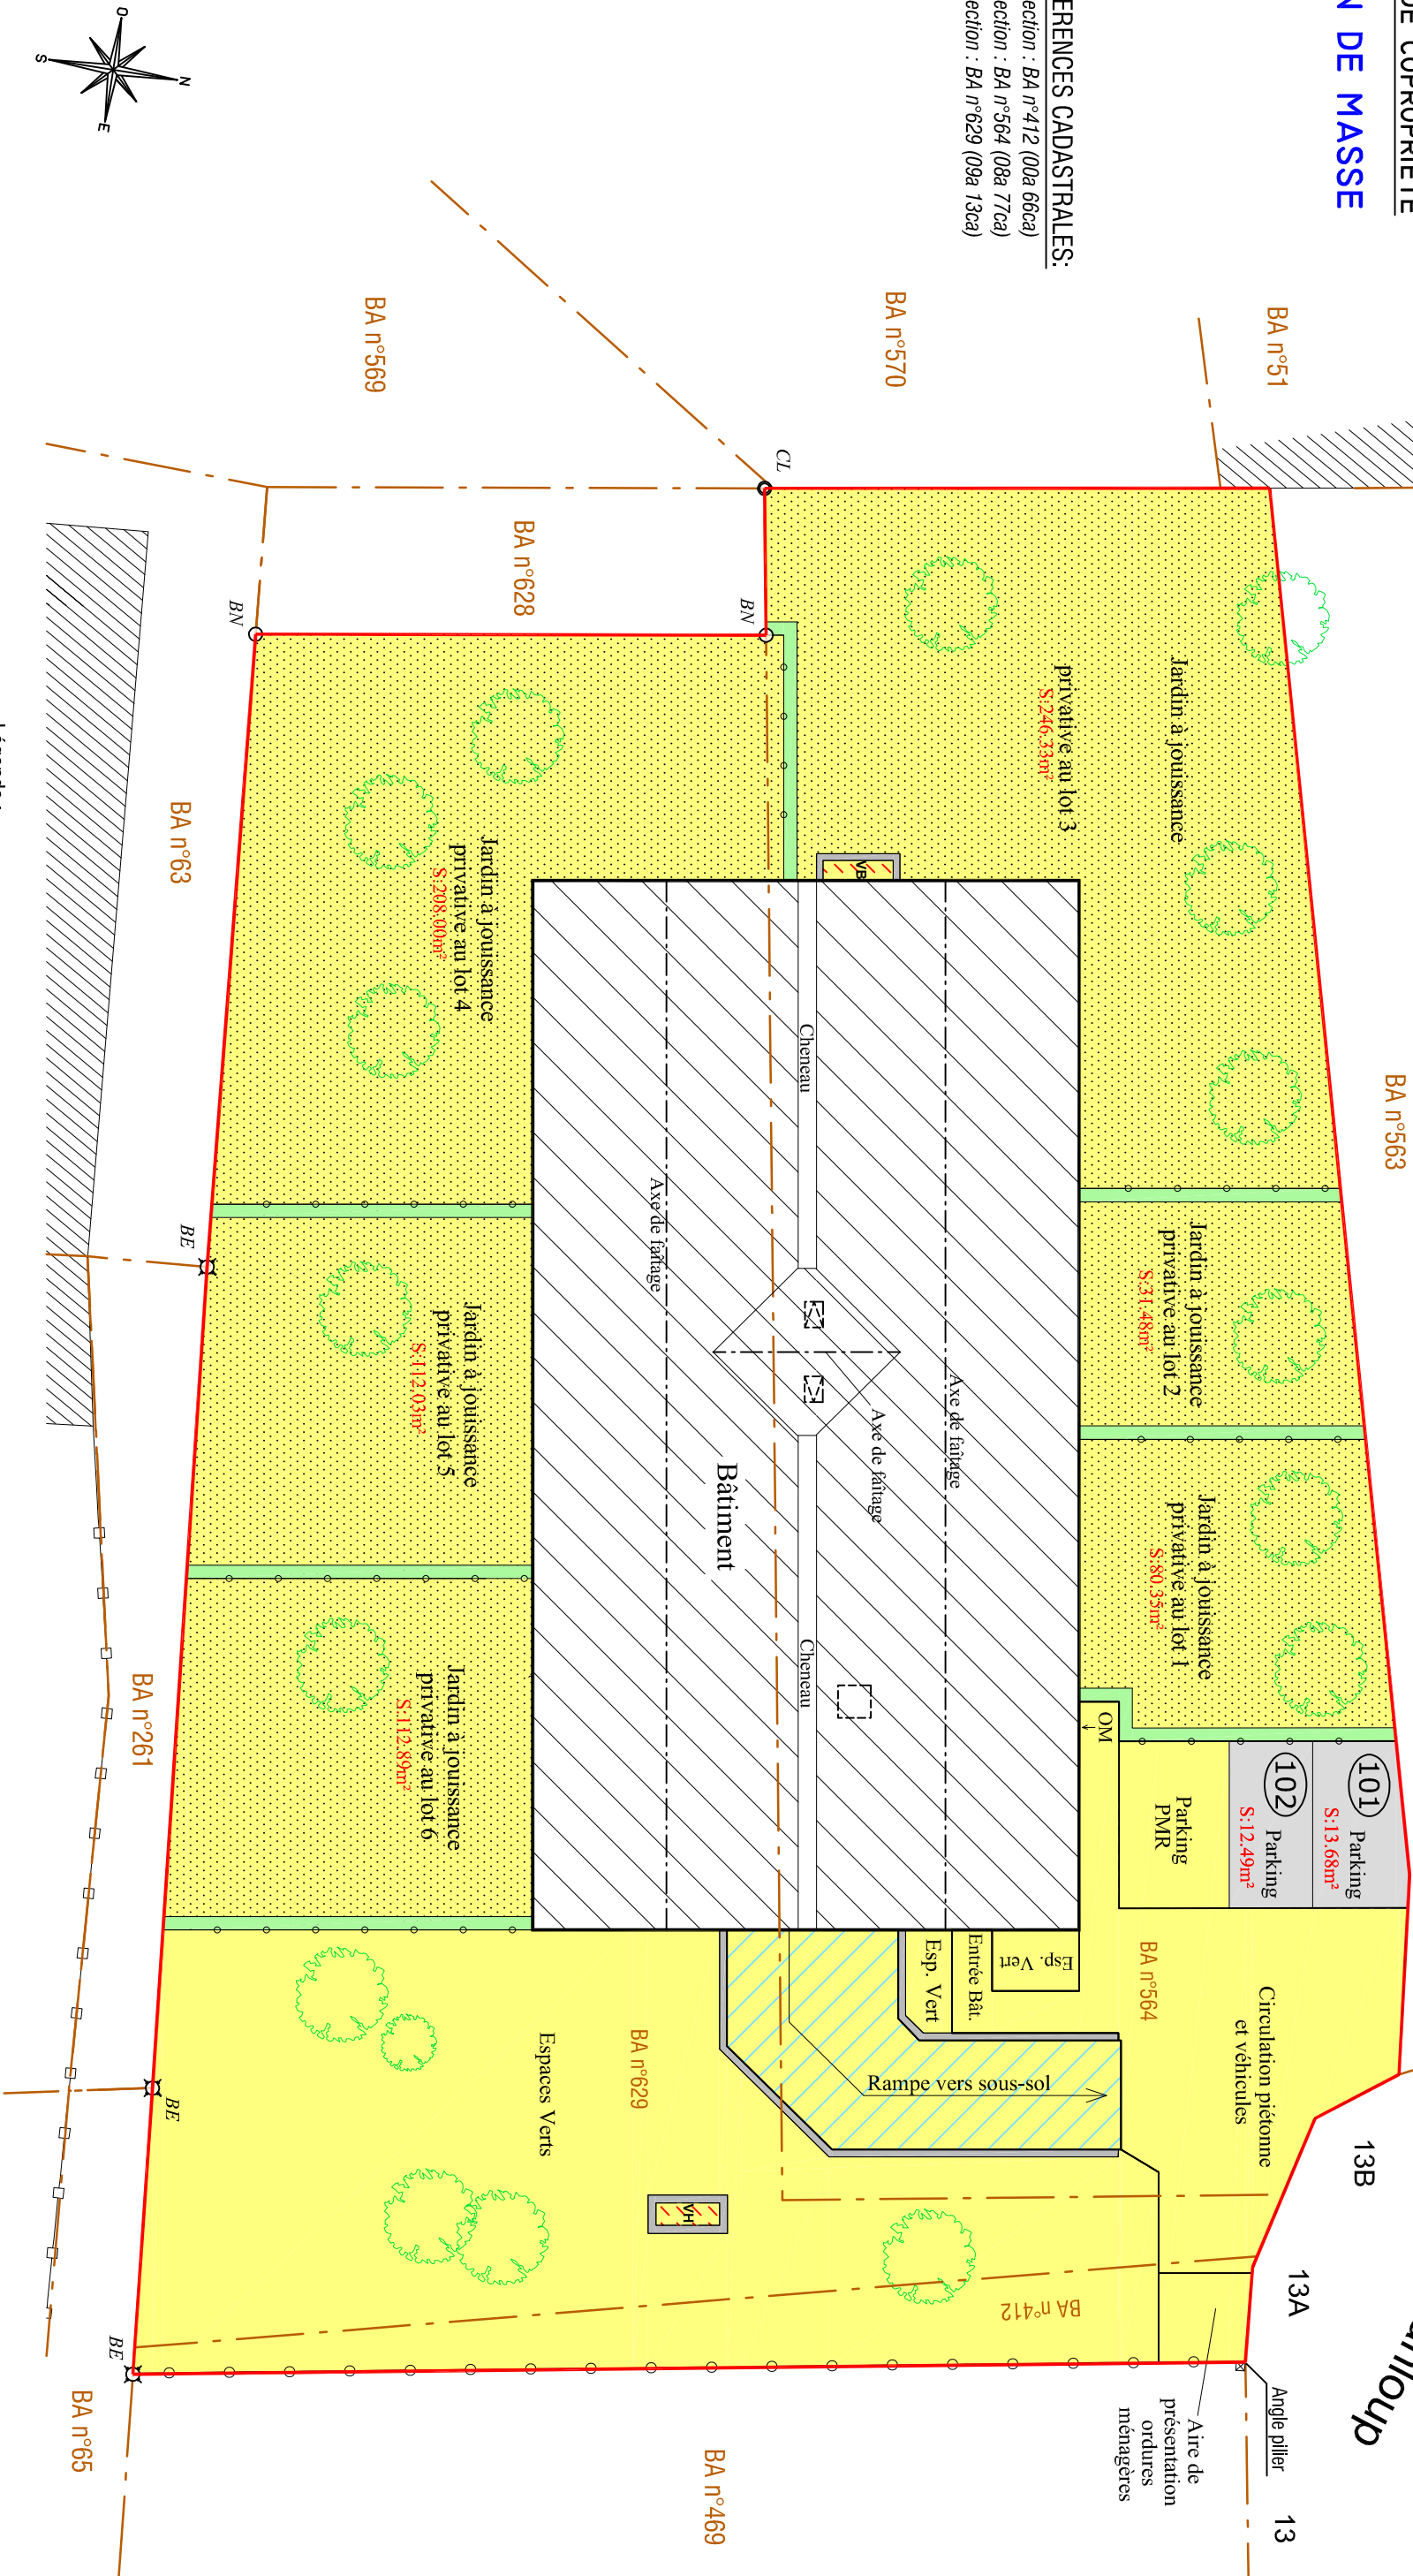 PLAN DE MASSE
BA n°412 (00a 66ca)
BA n°564 (08a 77ca)
BA n°629 (09a 13ca)
CADASTRALES:
O
N
S
E
BA n°51
BA n°570
BA n°569
BA n°628
BA n°563
BA n°63
BA n°261
BA n°65
BA n°469
CL
BN
BN
BE
BE
BE
Jardin à jouissance
privative au lot 3
S:246.33m²
Jardin à jouissance
privative au lot 2
S:31.48m²
Jardin à jouissance
privative au lot 1
S:80.35m²
Jardin à jouissance
privative au lot 4
S:208.00m²
Jardin à jouissance
privative au lot 5
S:112.03m²
Jardin à jouissance
privative au lot 6
S:112.89m²
VB
Cheneau
Cheneau
Axe de faîtage
Axe de faîtage
Axe de faîtage
Bâtiment
OM
101
Parking
S:13.68m²
102
Parking
S:12.49m²
Parking
PMR
BA n°564
Circulation piétonne
et véhicules
Esp. Vert
Entrée Bât.
Esp. Vert
Rampe vers sous-sol
BA n°629
Espaces Verts
VH
BA n°412
13B
13A
13
Angle pilier
Aire de
présentation
ordures
ménagères